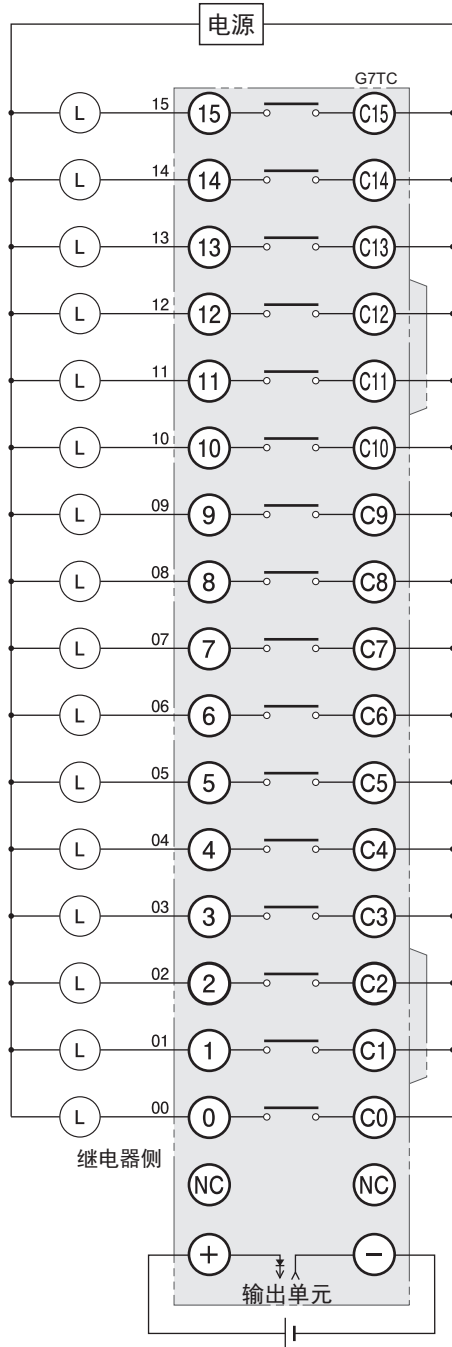 电源
G7TC
15 15 C15
L
14 14 C14
L
13 13 C13
L
12 12 C12
L
11 11 C11
L
10 10 C10
L
09 9 C9
L
08 8 C8
L
07 7 C7
L
06 6 C6
L
05 5 C5
L
04 4 C4
L
03 3 C3
L
02 2 C2
L
01 1 C1
L
00 0 C0
L
继电器侧
NC NC
+ −
输出单元